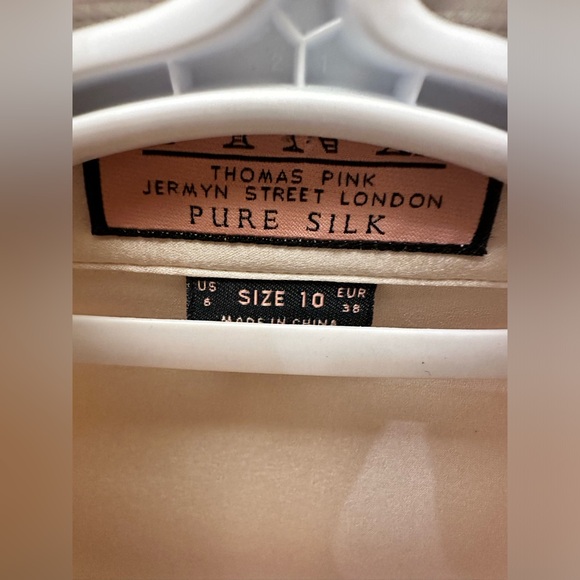 THOMAS PINK
JERMYN STREET LONDON
PURE SILK
US 6 SIZE 10 EUR 38
MADE IN CHINA